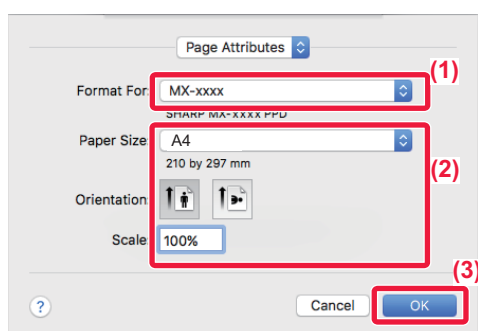 Page Attributes
(1)
Format For: MX-xxxx
SHARP MX-xxxx PPD
Paper Size: A4
210 by 297 mm
(2)
Orientation:
Scale: 100%
(3)
? Cancel OK